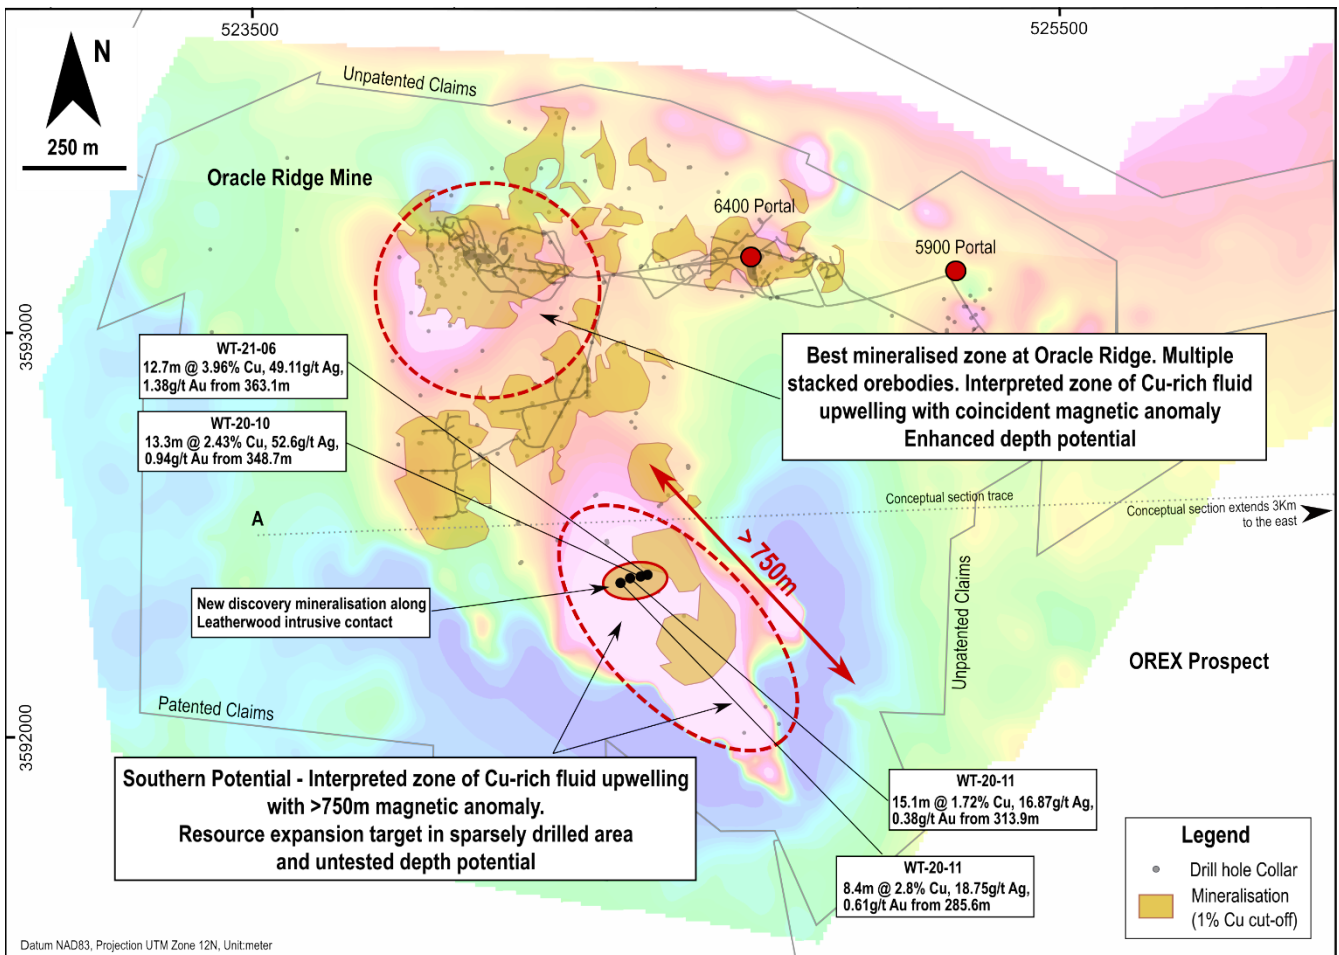 523500
525500
N
250 m
Unpatented Claims
Oracle Ridge Mine
6400 Portal
5900 Portal
3593000
WT-21-06
12.7m @ 3.96% Cu, 49.11g/t Ag,
1.38g/t Au from 363.1m
Best mineralised zone at Oracle Ridge. Multiple
stacked orebodies. Interpreted zone of Cu-rich fluid
upwelling with coincident magnetic anomaly
Enhanced depth potential
WT-20-10
13.3m @ 2.43% Cu, 52.6g/t Ag,
0.94g/t Au from 348.7m
A
Conceptual section trace
Conceptual section extends 3Km
to the east
> 750m
New discovery mineralisation along
Leatherwood intrusive contact
Unpatented Claims
OREX Prospect
Patented Claims
3592000
Southern Potential - Interpreted zone of Cu-rich fluid upwelling
with >750m magnetic anomaly.
Resource expansion target in sparsely drilled area
and untested depth potential
WT-20-11
15.1m @ 1.72% Cu, 16.87g/t Ag,
0.38g/t Au from 313.9m
WT-20-11
8.4m @ 2.8% Cu, 18.75g/t Ag,
0.61g/t Au from 285.6m
Legend
Drill hole Collar
Mineralisation
(1% Cu cut-off)
Datum NAD83, Projection UTM Zone 12N, Unit:meter